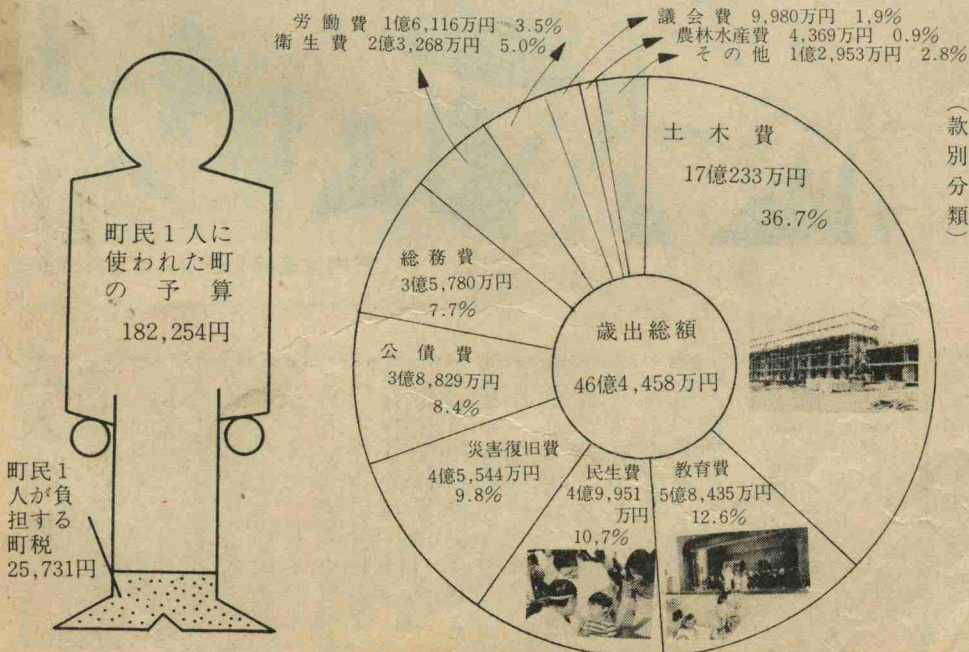 労働費 1億6,116万円 3.5%
衛生費 2億3,268万円 5.0%
議会費 9,980万円 1,9%
農林水産費 4,369万円 0.9%
その他 1億2,953万円 2.8%
(款別分類)
土木費
17億233万円
36.7%
総務費
3億5,780万円
7.7%
公債費
3億8,829万円
8.4%
災害復旧費
4億5,544万円
9.8%
民生費
4億9,951
万円
10,7%
教育費
5億8,435万円
12.6%
歳出総額
46億4,458万円
町民1人に
使われた町
の予算
182,254円
町民1
人が負
担する
町税
25,731円